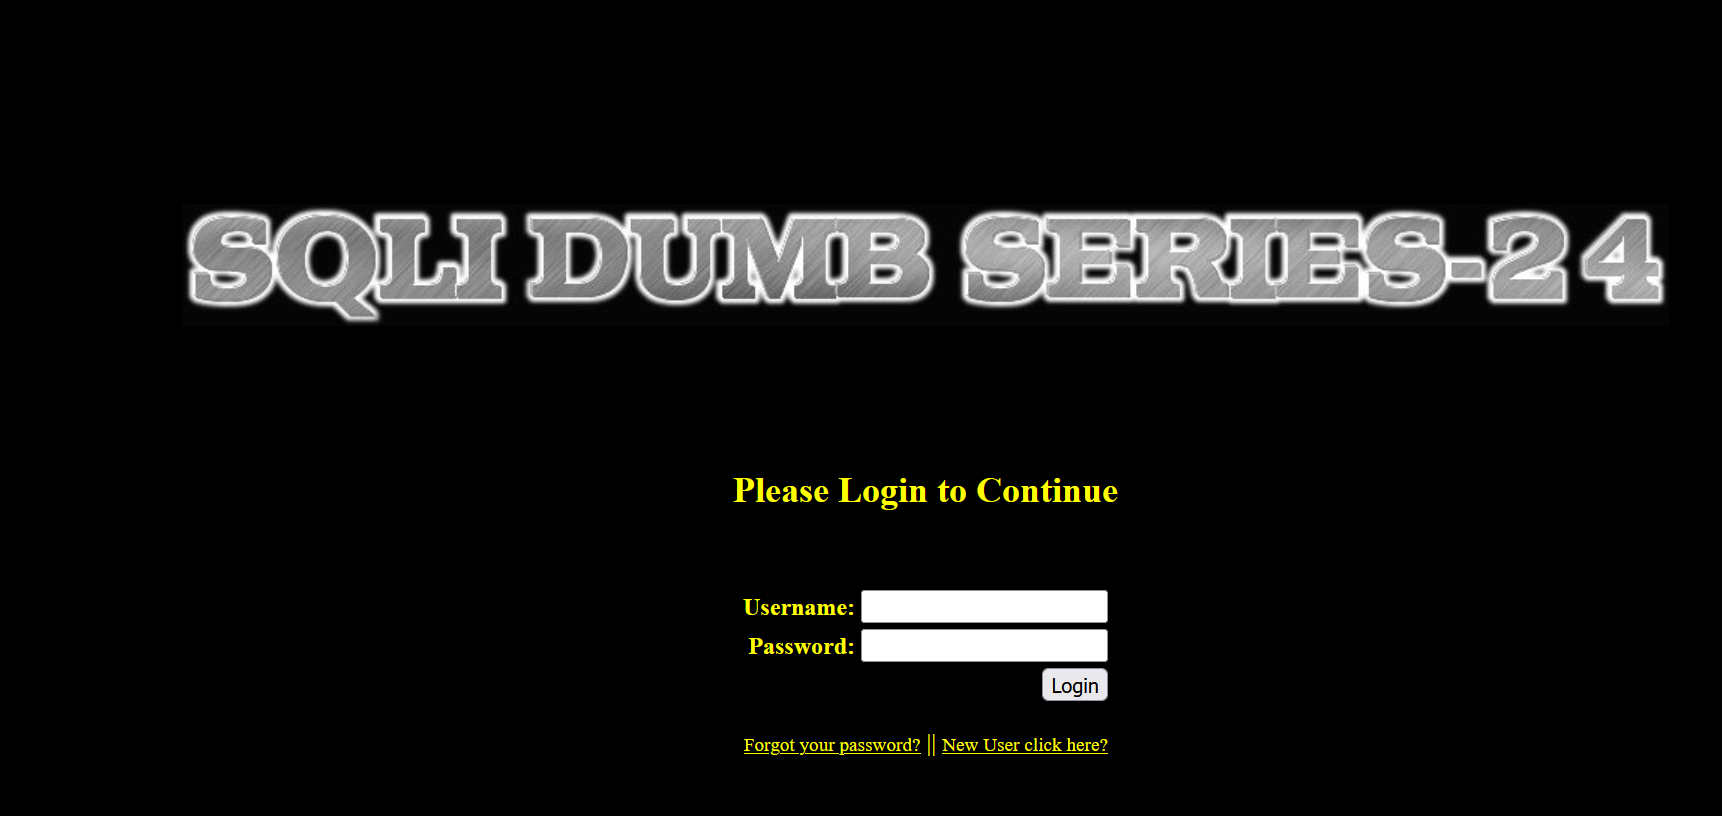 SQLI DUMB SERIES-24
Please Login to Continue
Username:
Password:
Login
Forgot your password? || New User click here?